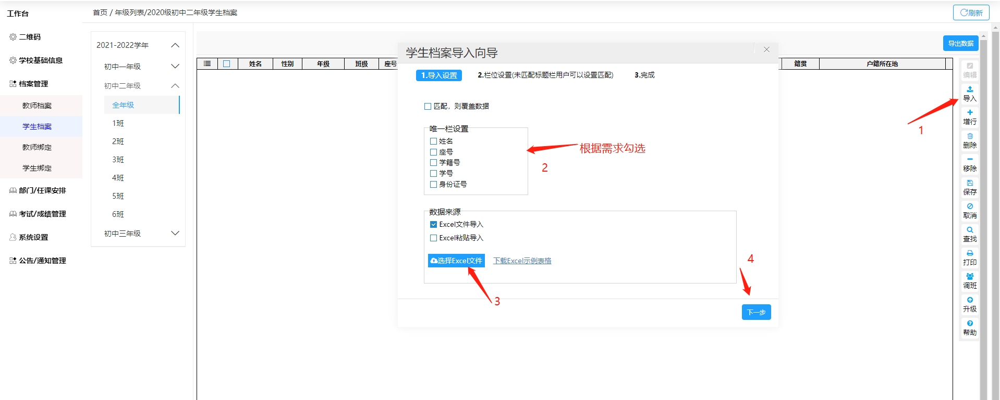 工作台
首页 / 年级列表/2020级初中二年级学生档案
刷新
二维码
学校基础信息
档案管理
教师档案
学生档案
教师绑定
学生绑定
部门/任课安排
考试/成绩管理
系统设置
公告/通知管理
2021-2022学年
初中一年级
初中二年级
全年级
1班
2班
3班
4班
5班
6班
初中三年级
导出数据
姓名 性别 年级 班级 座号 籍贯 户籍所在地
学生档案导入向导
1.导入设置 2.栏位设置(未匹配标题栏用户可以设置匹配) 3.完成
匹配，则覆盖数据
唯一栏设置
姓名
座号
学籍号
学号
身份证号
根据需求勾选
2
数据来源
Excel文件导入
Excel粘贴导入
选择Excel文件 下载Excel示例表格
3
4
下一步
编辑
导入
1
增行
删除
移除
保存
取消
查找
打印
调班
升级
帮助